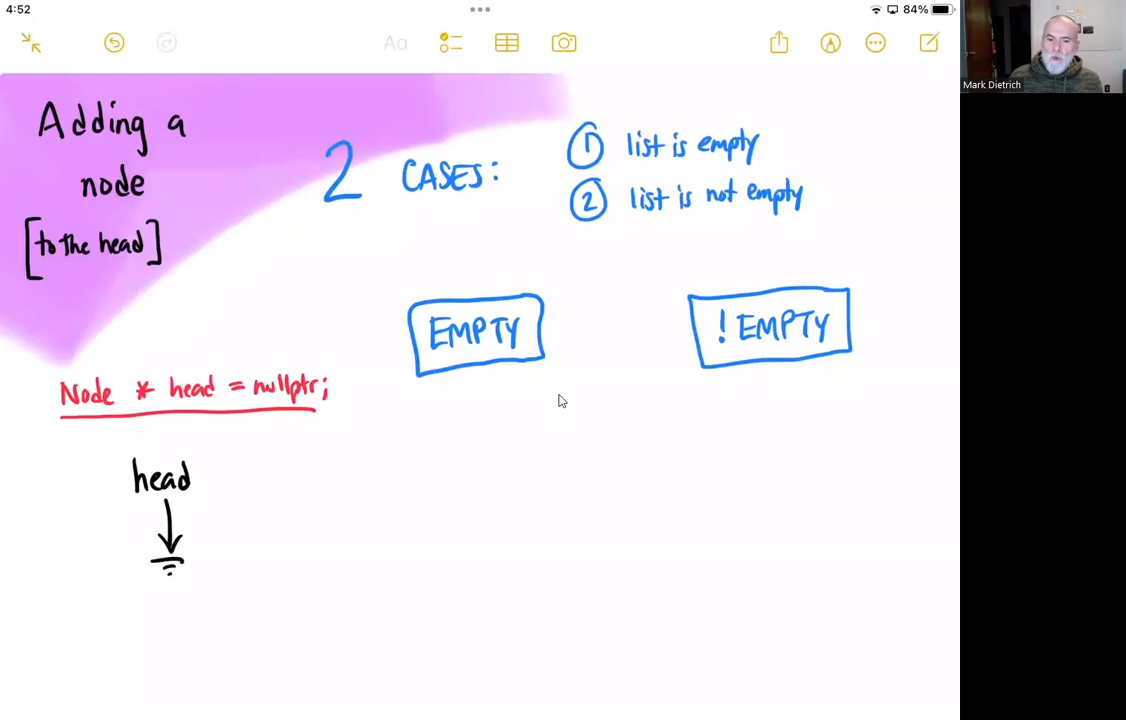 4:52
84%
Aa
Mark Dietrich
Adding a
node
[to the head]
2 CASES:
① list is empty
② list is not empty
EMPTY
! EMPTY
Node * head = nullptr;
head